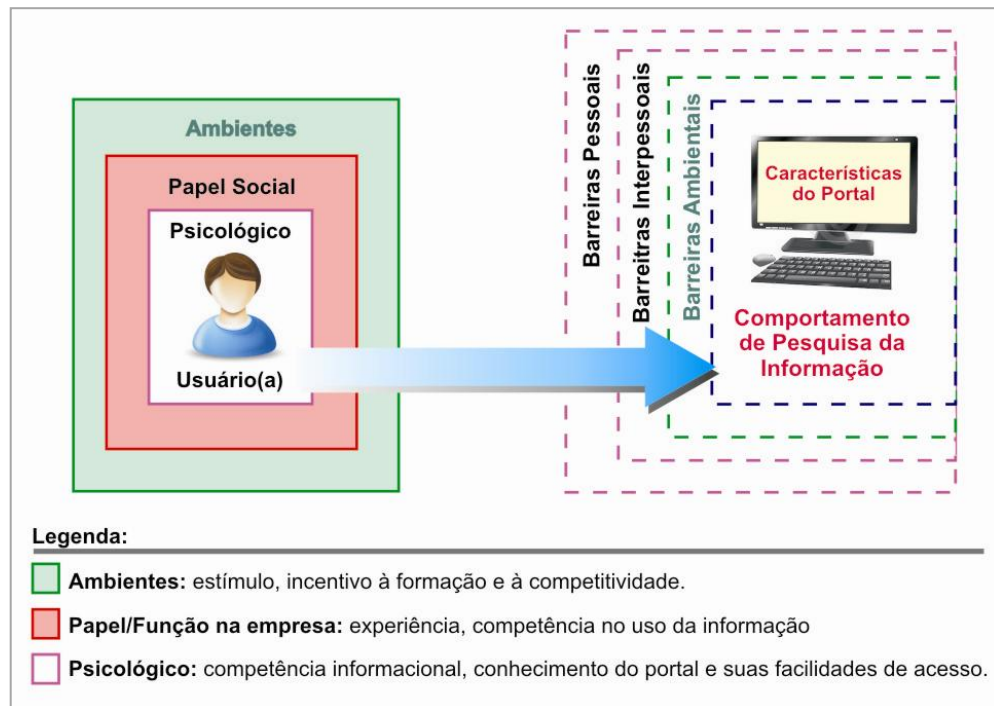 Ambientes
Papel Social
Psicológico
Usuário(a)
Barreiras Pessoais
Barreitras Interpessoais
Barreiras Ambientais
Características
do Portal
Comportamento
de Pesquisa da
Informação
Legenda:
Ambientes: estímulo, incentivo à formação e à competitividade.
Papel/Função na empresa: experiência, competência no uso da informação
Psicológico: competência informacional, conhecimento do portal e suas facilidades de acesso.